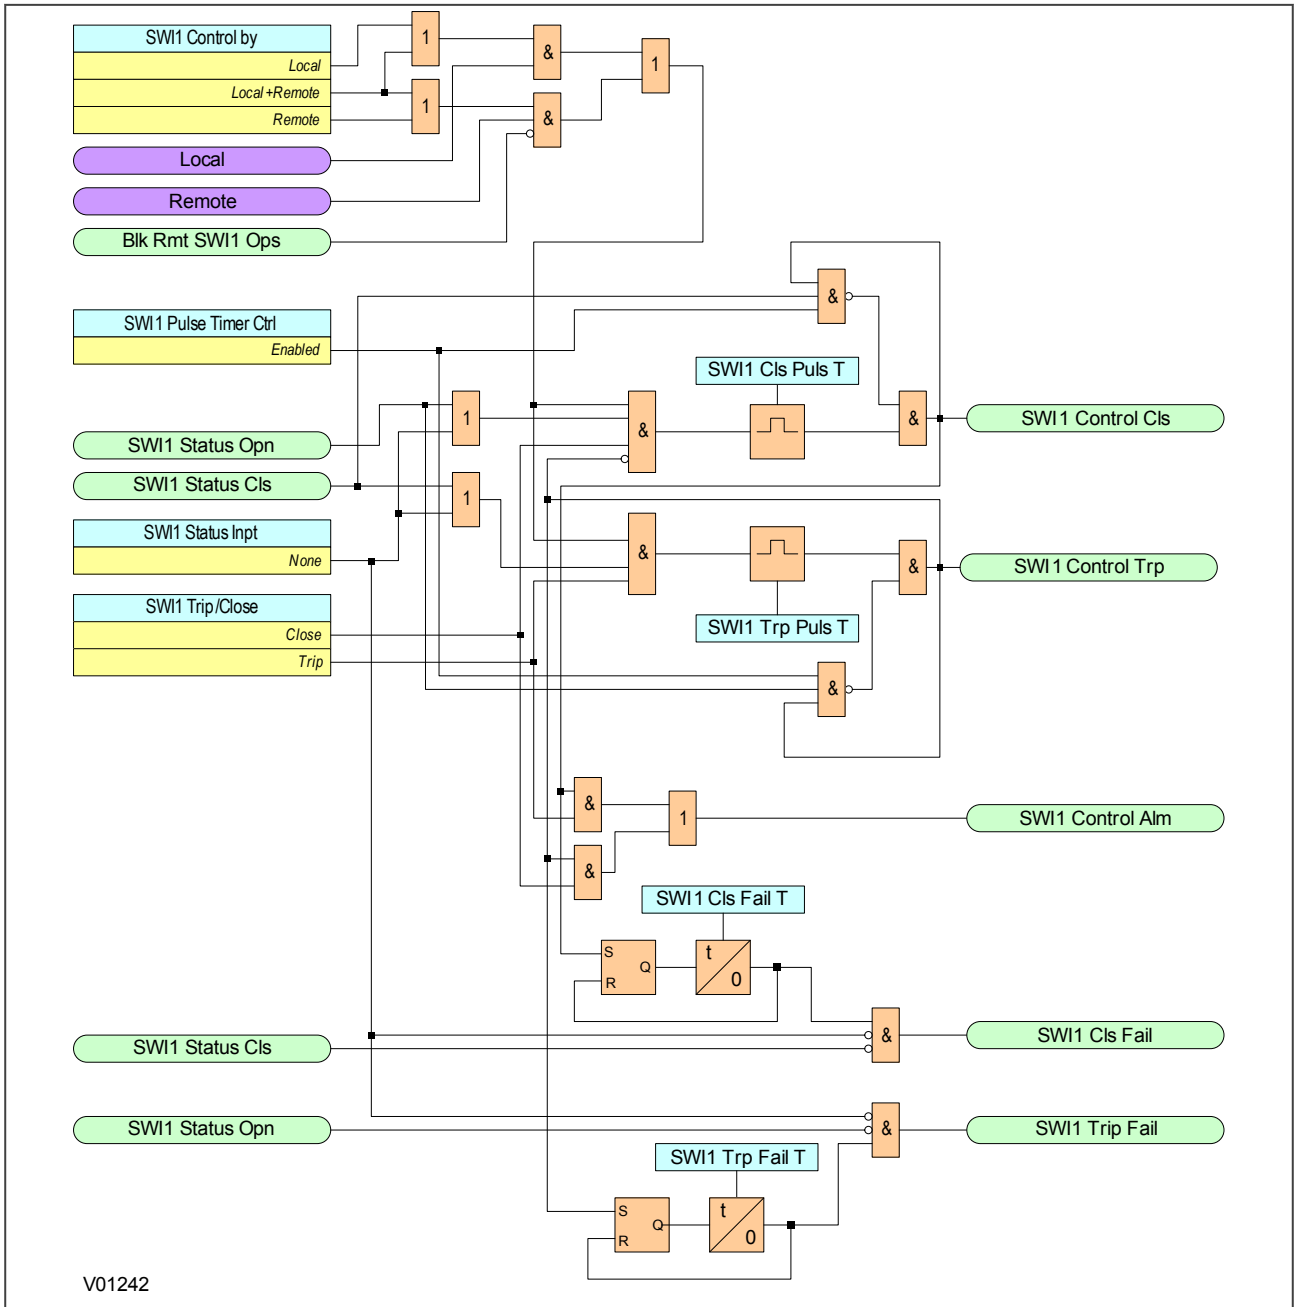 SWI1 Control by
1
Local
&
1
Local +Remote
1
Remote
&
Local
Remote
Blk Rmt SWI1 Ops
&
SWI1 Pulse Timer Ctrl
Enabled
SWI1 Cls Puls T
1
&
&
SWI1 Control Cls
SWI1 Status Opn
SWI1 Status Cls
1
SWI1 Status Inpt
None
&
&
SWI1 Control Trp
SWI1 Trip/Close
Close
Trip
SWI1 Trp Puls T
&
&
1
SWI1 Control Alm
&
SWI1 Cls Fail T
S
Q
R
t
0
SWI1 Status Cls
&
SWI1 Cls Fail
SWI1 Status Opn
&
SWI1 Trip Fail
SWI1 Trp Fail T
S
Q
R
t
0
V01242